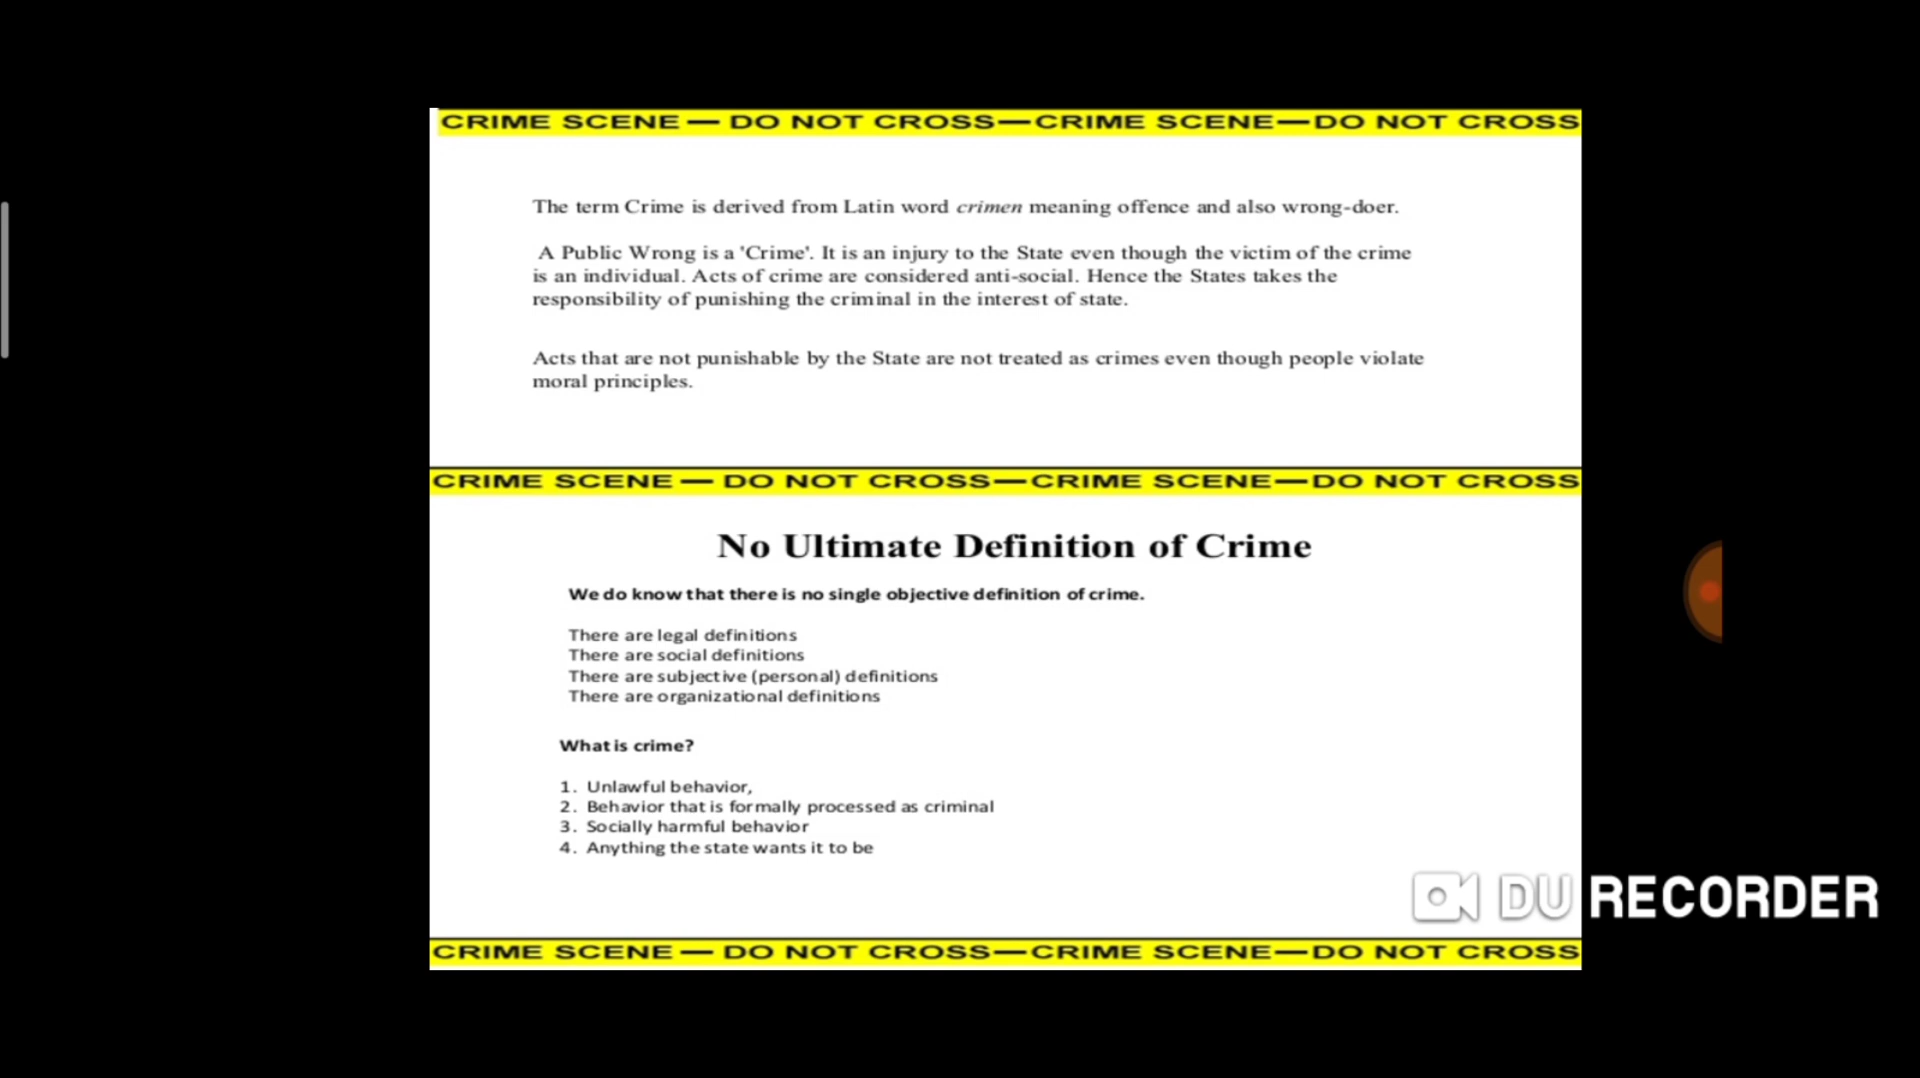 CRIME SCENE — DO NOT CROSS—CRIME SCENE—DO NOT CROSS
The term Crime is derived from Latin word crimen meaning offence and also wrong-doer.
A Public Wrong is a 'Crime'. It is an injury to the State even though the victim of the crime
is an individual. Acts of crime are considered anti-social. Hence the States takes the
responsibility of punishing the criminal in the interest of state.
Acts that are not punishable by the State are not treated as crimes even though people violate
moral principles.
CRIME SCENE — DO NOT CROSS—CRIME SCENE—DO NOT CROSS
No Ultimate Definition of Crime
We do know that there is no single objective definition of crime.
There are legal definitions
There are social definitions
There are subjective (personal) definitions
There are organizational definitions
What is crime?
1. Unlawful behavior,
2. Behavior that is formally processed as criminal
3. Socially harmful behavior
4. Anything the state wants it to be
DU RECORDER
CRIME SCENE — DO NOT CROSS—CRIME SCENE—DO NOT CROSS